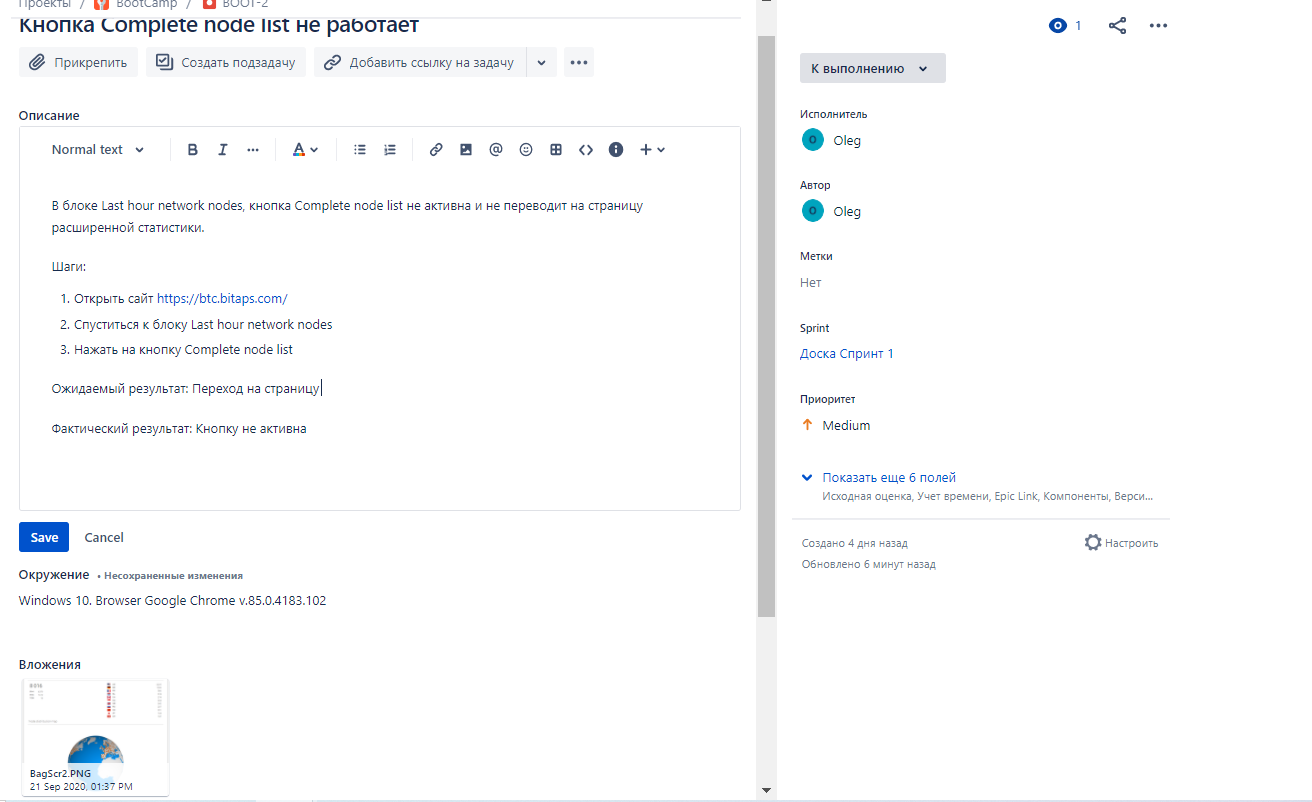 Проекты / BootCamp / BOOT-2
Кнопка Complete node list не работает
Прикрепить
Создать подзадачу
Добавить ссылку на задачу
Описание
Normal text
В блоке Last hour network nodes, кнопка Complete node list не активна и не переводит на страницу
расширенной статистики.
Шаги:
1. Открыть сайт https://btc.bitaps.com/
2. Спуститься к блоку Last hour network nodes
3. Нажать на кнопку Complete node list
Ожидаемый результат: Переход на страницу
Фактический результат: Кнопку не активна
Save Cancel
Окружение • Несохраненные изменения
Windows 10. Browser Google Chrome v.85.0.4183.102
Вложения
BagScr2.PNG
21 Sep 2020, 01:37 PM
1
К выполнению
Исполнитель
O Oleg
Автор
O Oleg
Метки
Нет
Sprint
Доска Спринт 1
Приоритет
Medium
Показать еще 6 полей
Исходная оценка, Учет времени, Epic Link, Компоненты, Верси...
Создано 4 дня назад
Настроить
Обновлено 6 минут назад